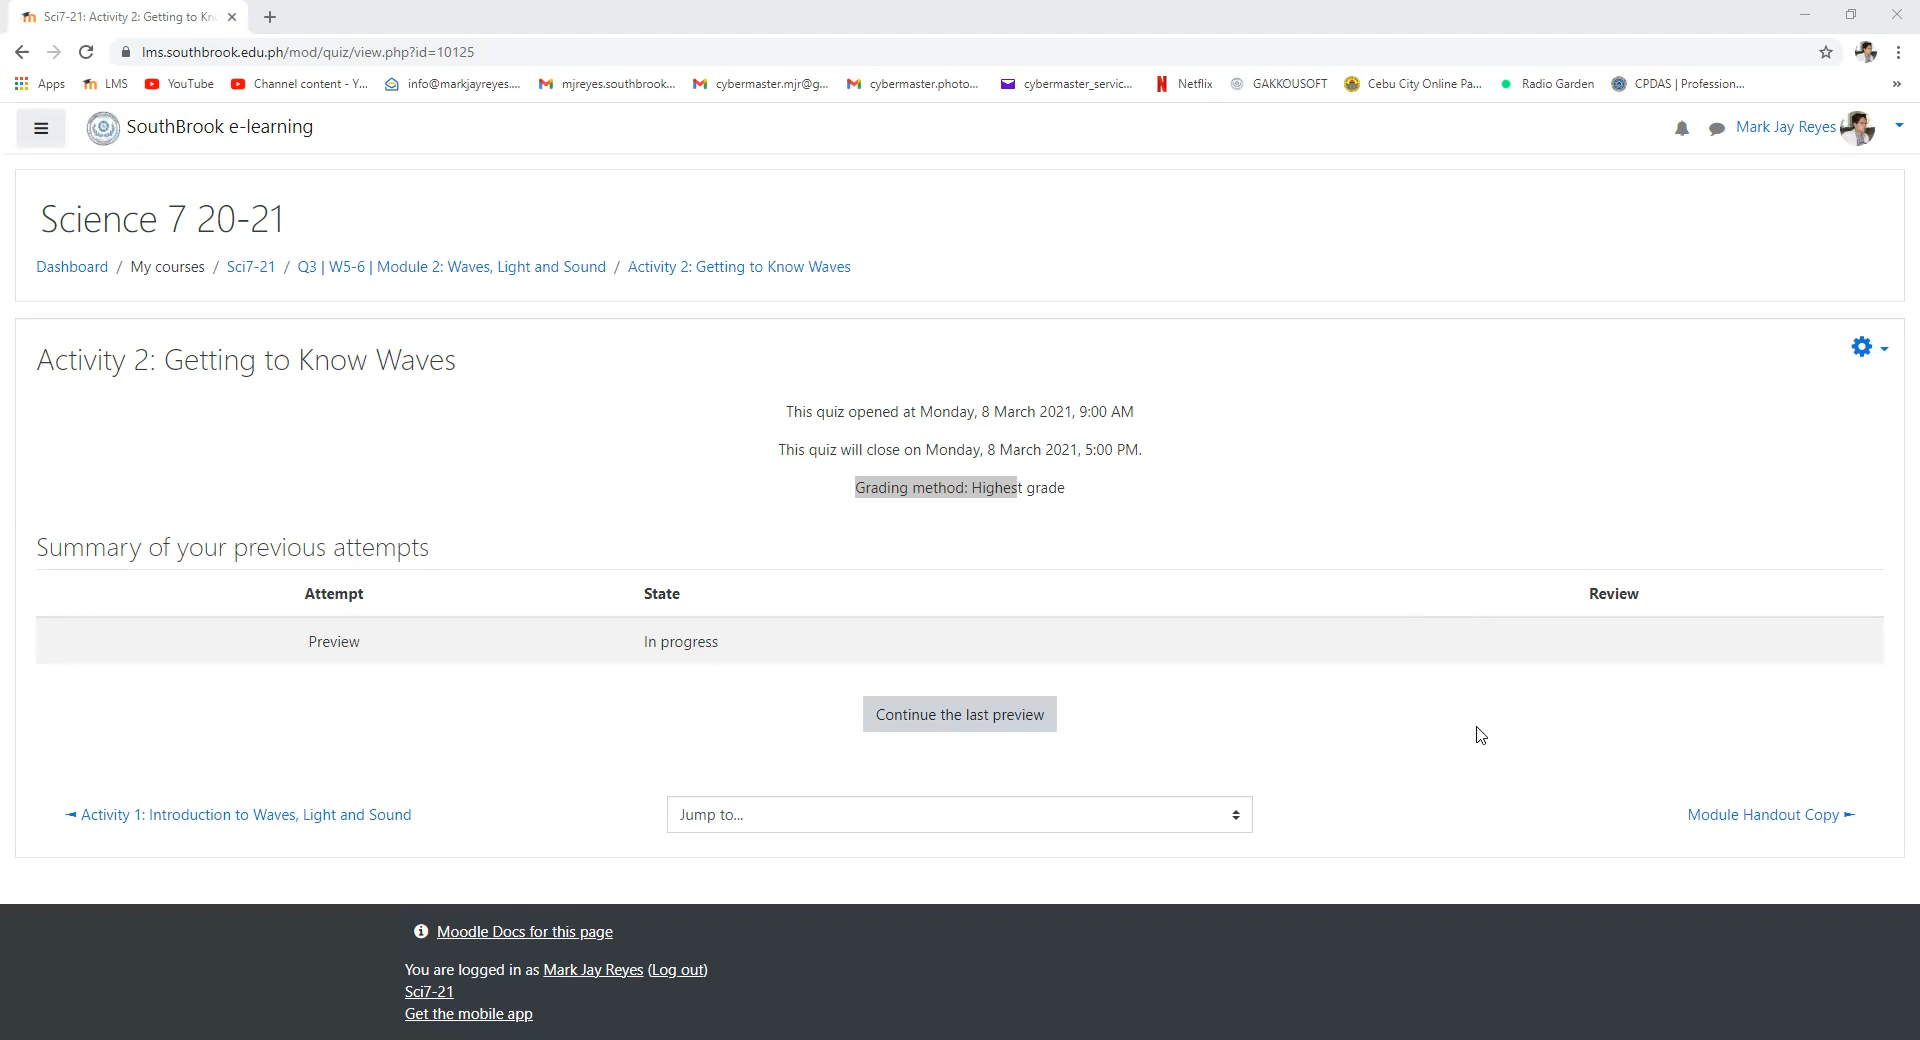 Sci7-21: Activity 2: Getting to Kn
lms.southbrook.edu.ph/mod/quiz/view.php?id=10125
Apps LMS YouTube Channel content - Y... info@markjayreyes.... mjreyes.southbrook... cybermaster.mjr@g... cybermaster.photo... cybermaster_servic... Netflix GAKKOUSOFT Cebu City Online Pa... Radio Garden CPDAS | Profession... »
SouthBrook e-learning
Mark Jay Reyes
Science 7 20-21
Dashboard / My courses / Sci7-21 / Q3 | W5-6 | Module 2: Waves, Light and Sound / Activity 2: Getting to Know Waves
Activity 2: Getting to Know Waves
This quiz opened at Monday, 8 March 2021, 9:00 AM
This quiz will close on Monday, 8 March 2021, 5:00 PM.
Grading method: Highest grade
Summary of your previous attempts
Attempt State Review
Preview In progress
Continue the last preview
◄ Activity 1: Introduction to Waves, Light and Sound
Jump to...
Module Handout Copy ►
Moodle Docs for this page
You are logged in as Mark Jay Reyes (Log out)
Sci7-21
Get the mobile app